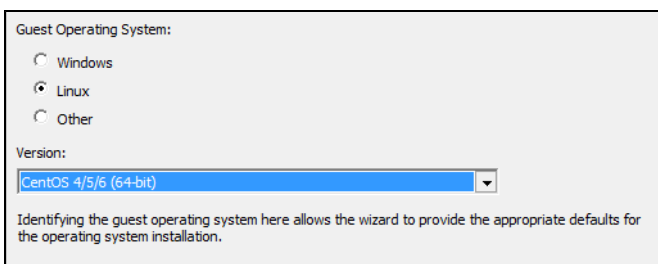 Guest Operating System:
Windows
Linux
Other
Version:
CentOS 4/5/6 (64-bit)
Identifying the guest operating system here allows the wizard to provide the appropriate defaults for
the operating system installation.